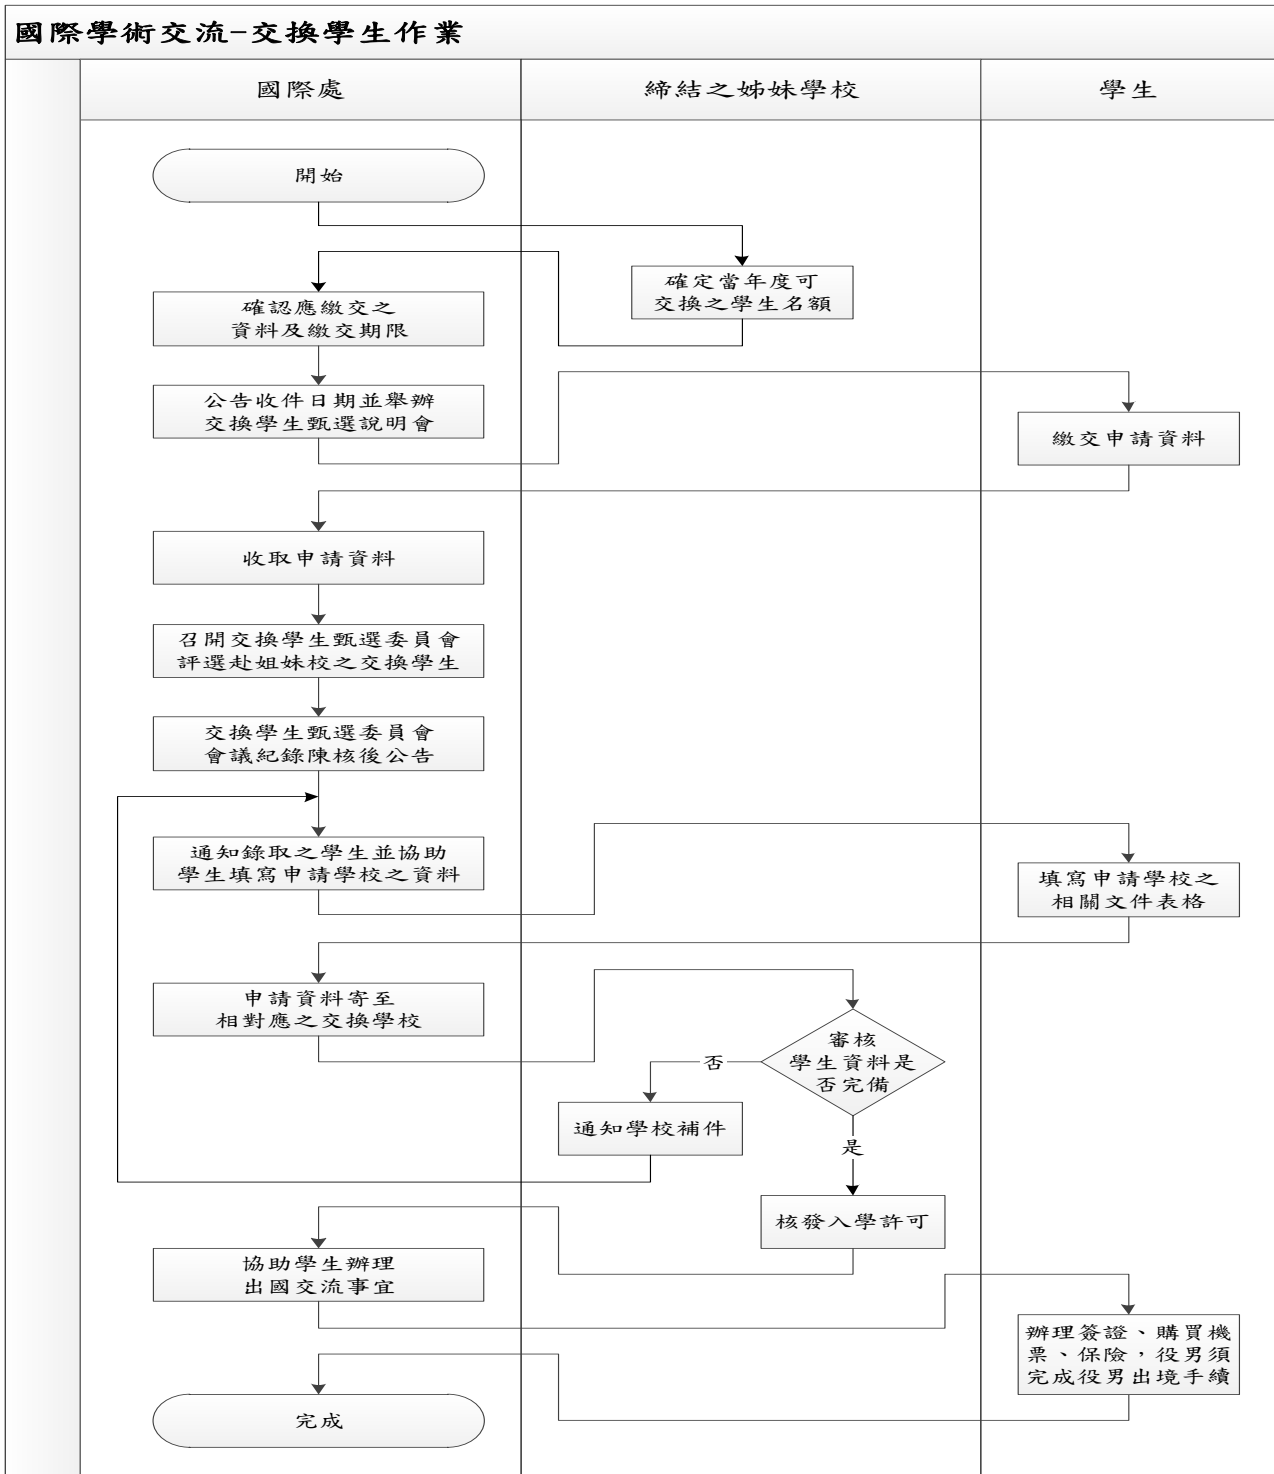 國際學術交流-交換學生作業
國際處
締結之姊妹學校
學生
開始
確定當年度可
交換之學生名額
確認應繳交之
資料及繳交期限
公告收件日期並舉辦
交換學生甄選說明會
繳交申請資料
收取申請資料
召開交換學生甄選委員會
評選赴姐妹校之交換學生
交換學生甄選委員會
會議紀錄陳核後公告
通知錄取之學生並協助
學生填寫申請學校之資料
填寫申請學校之
相關文件表格
申請資料寄至
相對應之交換學校
審核
學生資料是
否完備
否
通知學校補件
是
核發入學許可
協助學生辦理
出國交流事宜
辦理簽證、購買機
票、保險，役男須
完成役男出境手續
完成